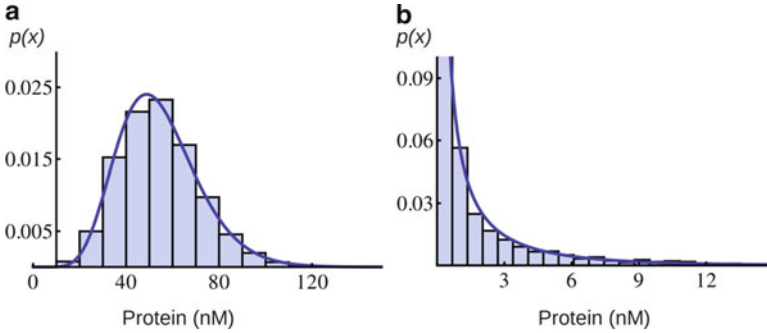 a
p(x)
0.025
0.015
0.005
0 40 80 120
Protein (nM)
b
p(x)
0.09
0.06
0.03
3 6 9 12
Protein (nM)